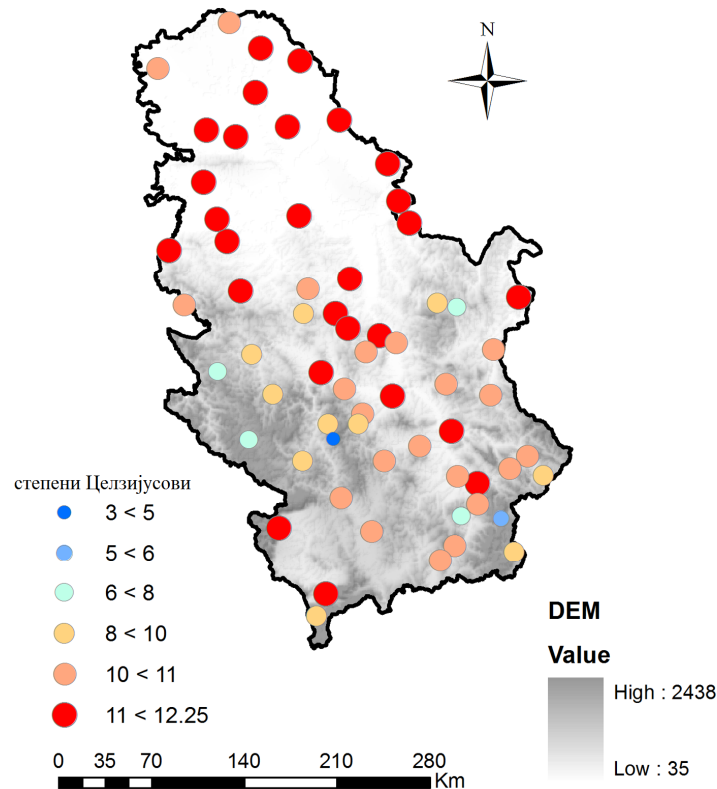 N
степени Целзијусови
3 < 5
5 < 6
6 < 8
8 < 10
10 < 11
11 < 12.25
DEM
Value
High : 2438
Low : 35
0 35 70 140 210 280
Km